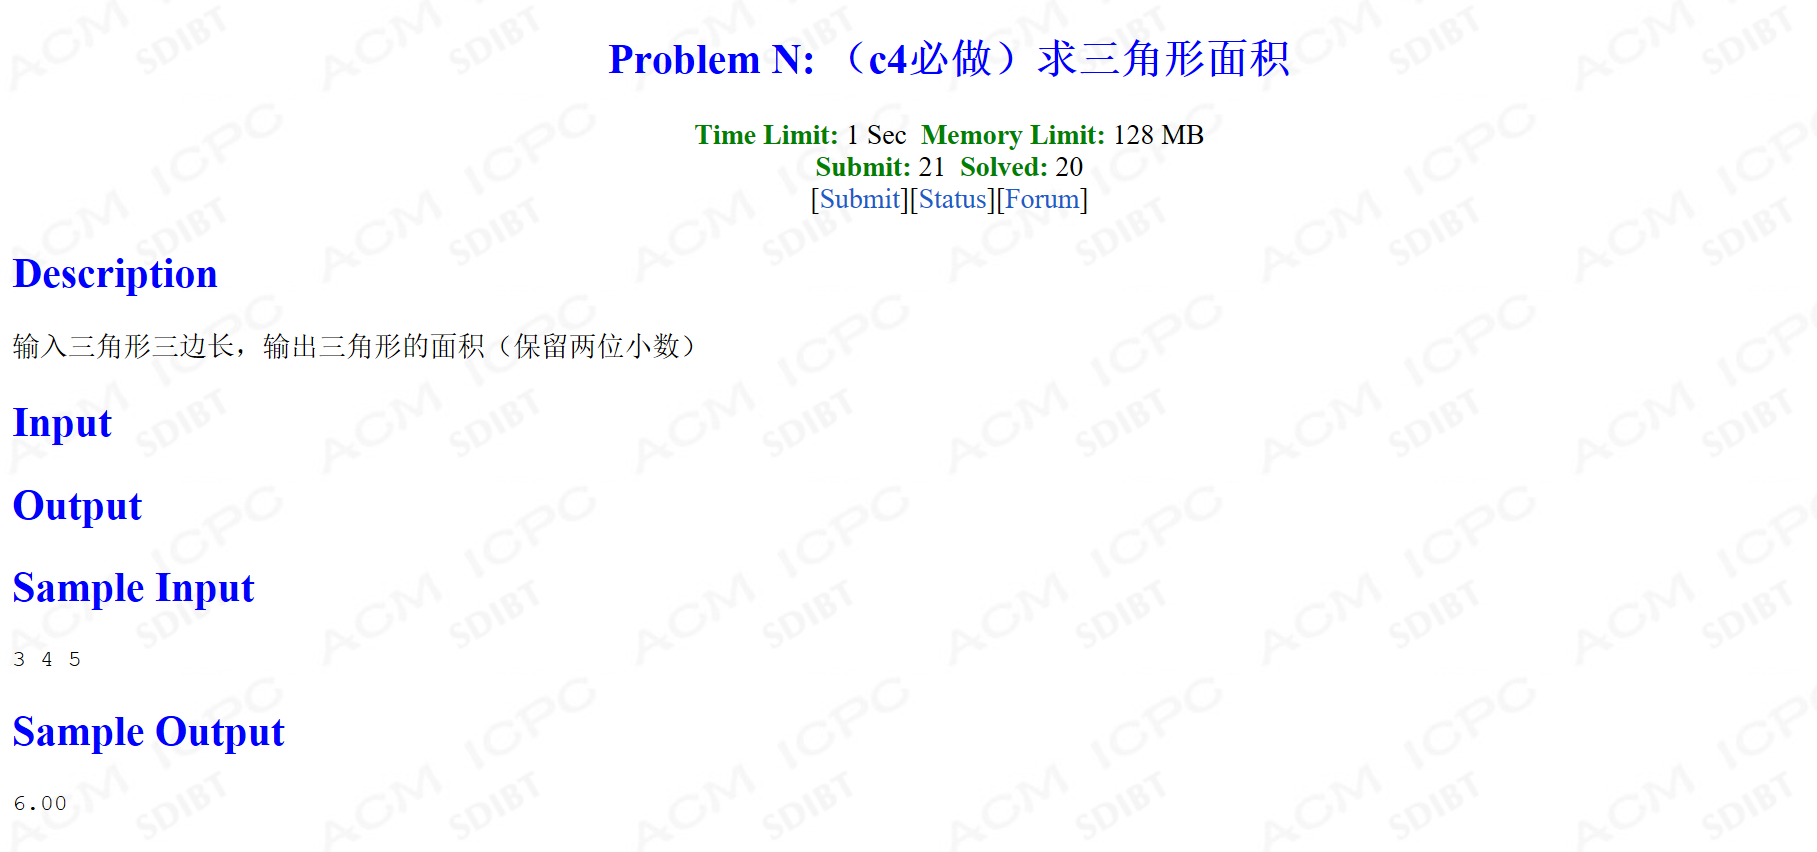 Problem N: （c4必做）求三角形面积
Time Limit: 1 Sec  Memory Limit: 128 MB
Submit: 21  Solved: 20
[Submit][Status][Forum]
Description
输入三角形三边长，输出三角形的面积（保留两位小数）
Input
Output
Sample Input
3 4 5
Sample Output
6.00
ACM ICPC
SDIBT